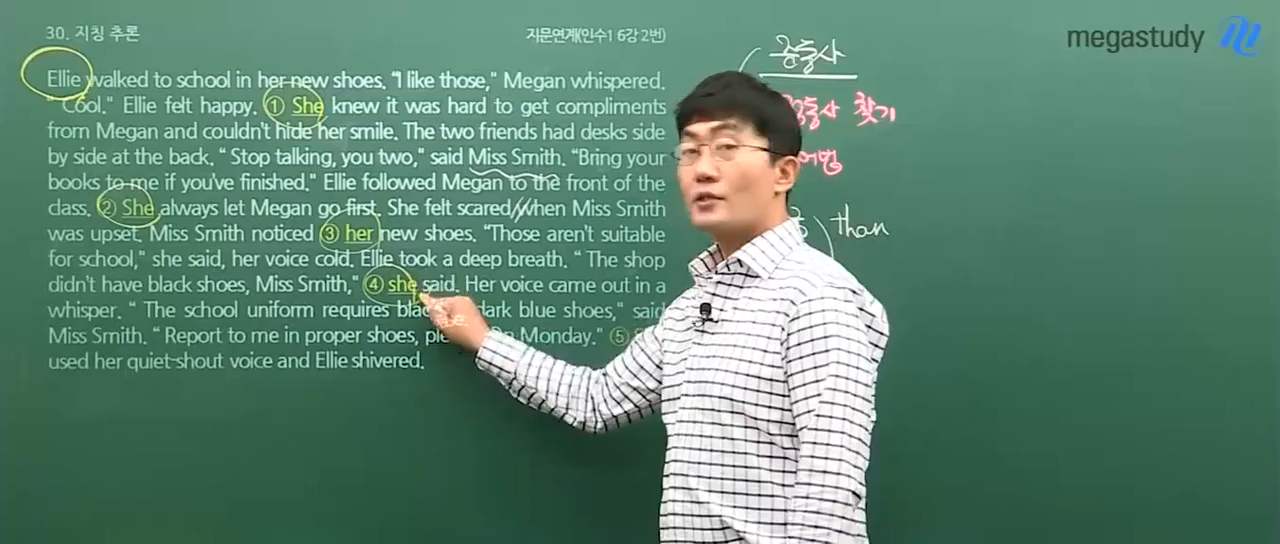 30. 지칭 추론
지문연계(인수1 6강 2번)
megastudy
Ellie walked to school in her new shoes. "I like those," Megan whispered.
"Cool." Ellie felt happy. ① She knew it was hard to get compliments
from Megan and couldn't hide her smile. The two friends had desks side
by side at the back. "Stop talking, you two," said Miss Smith. "Bring your
books to me if you've finished." Ellie followed Megan to the front of the
class. ② She always let Megan go first. She felt scared when Miss Smith
was upset. Miss Smith noticed ③ her new shoes. "Those aren't suitable
for school," she said, her voice cold. Ellie took a deep breath. "The shop
didn't have black shoes, Miss Smith," ④ she said. Her voice came out in a
whisper. "The school uniform requires dark blue shoes," said
Miss Smith. "Report to me in proper shoes, Monday." ⑤
used her quiet-shout voice and Ellie shivered.
찾기
어법
than